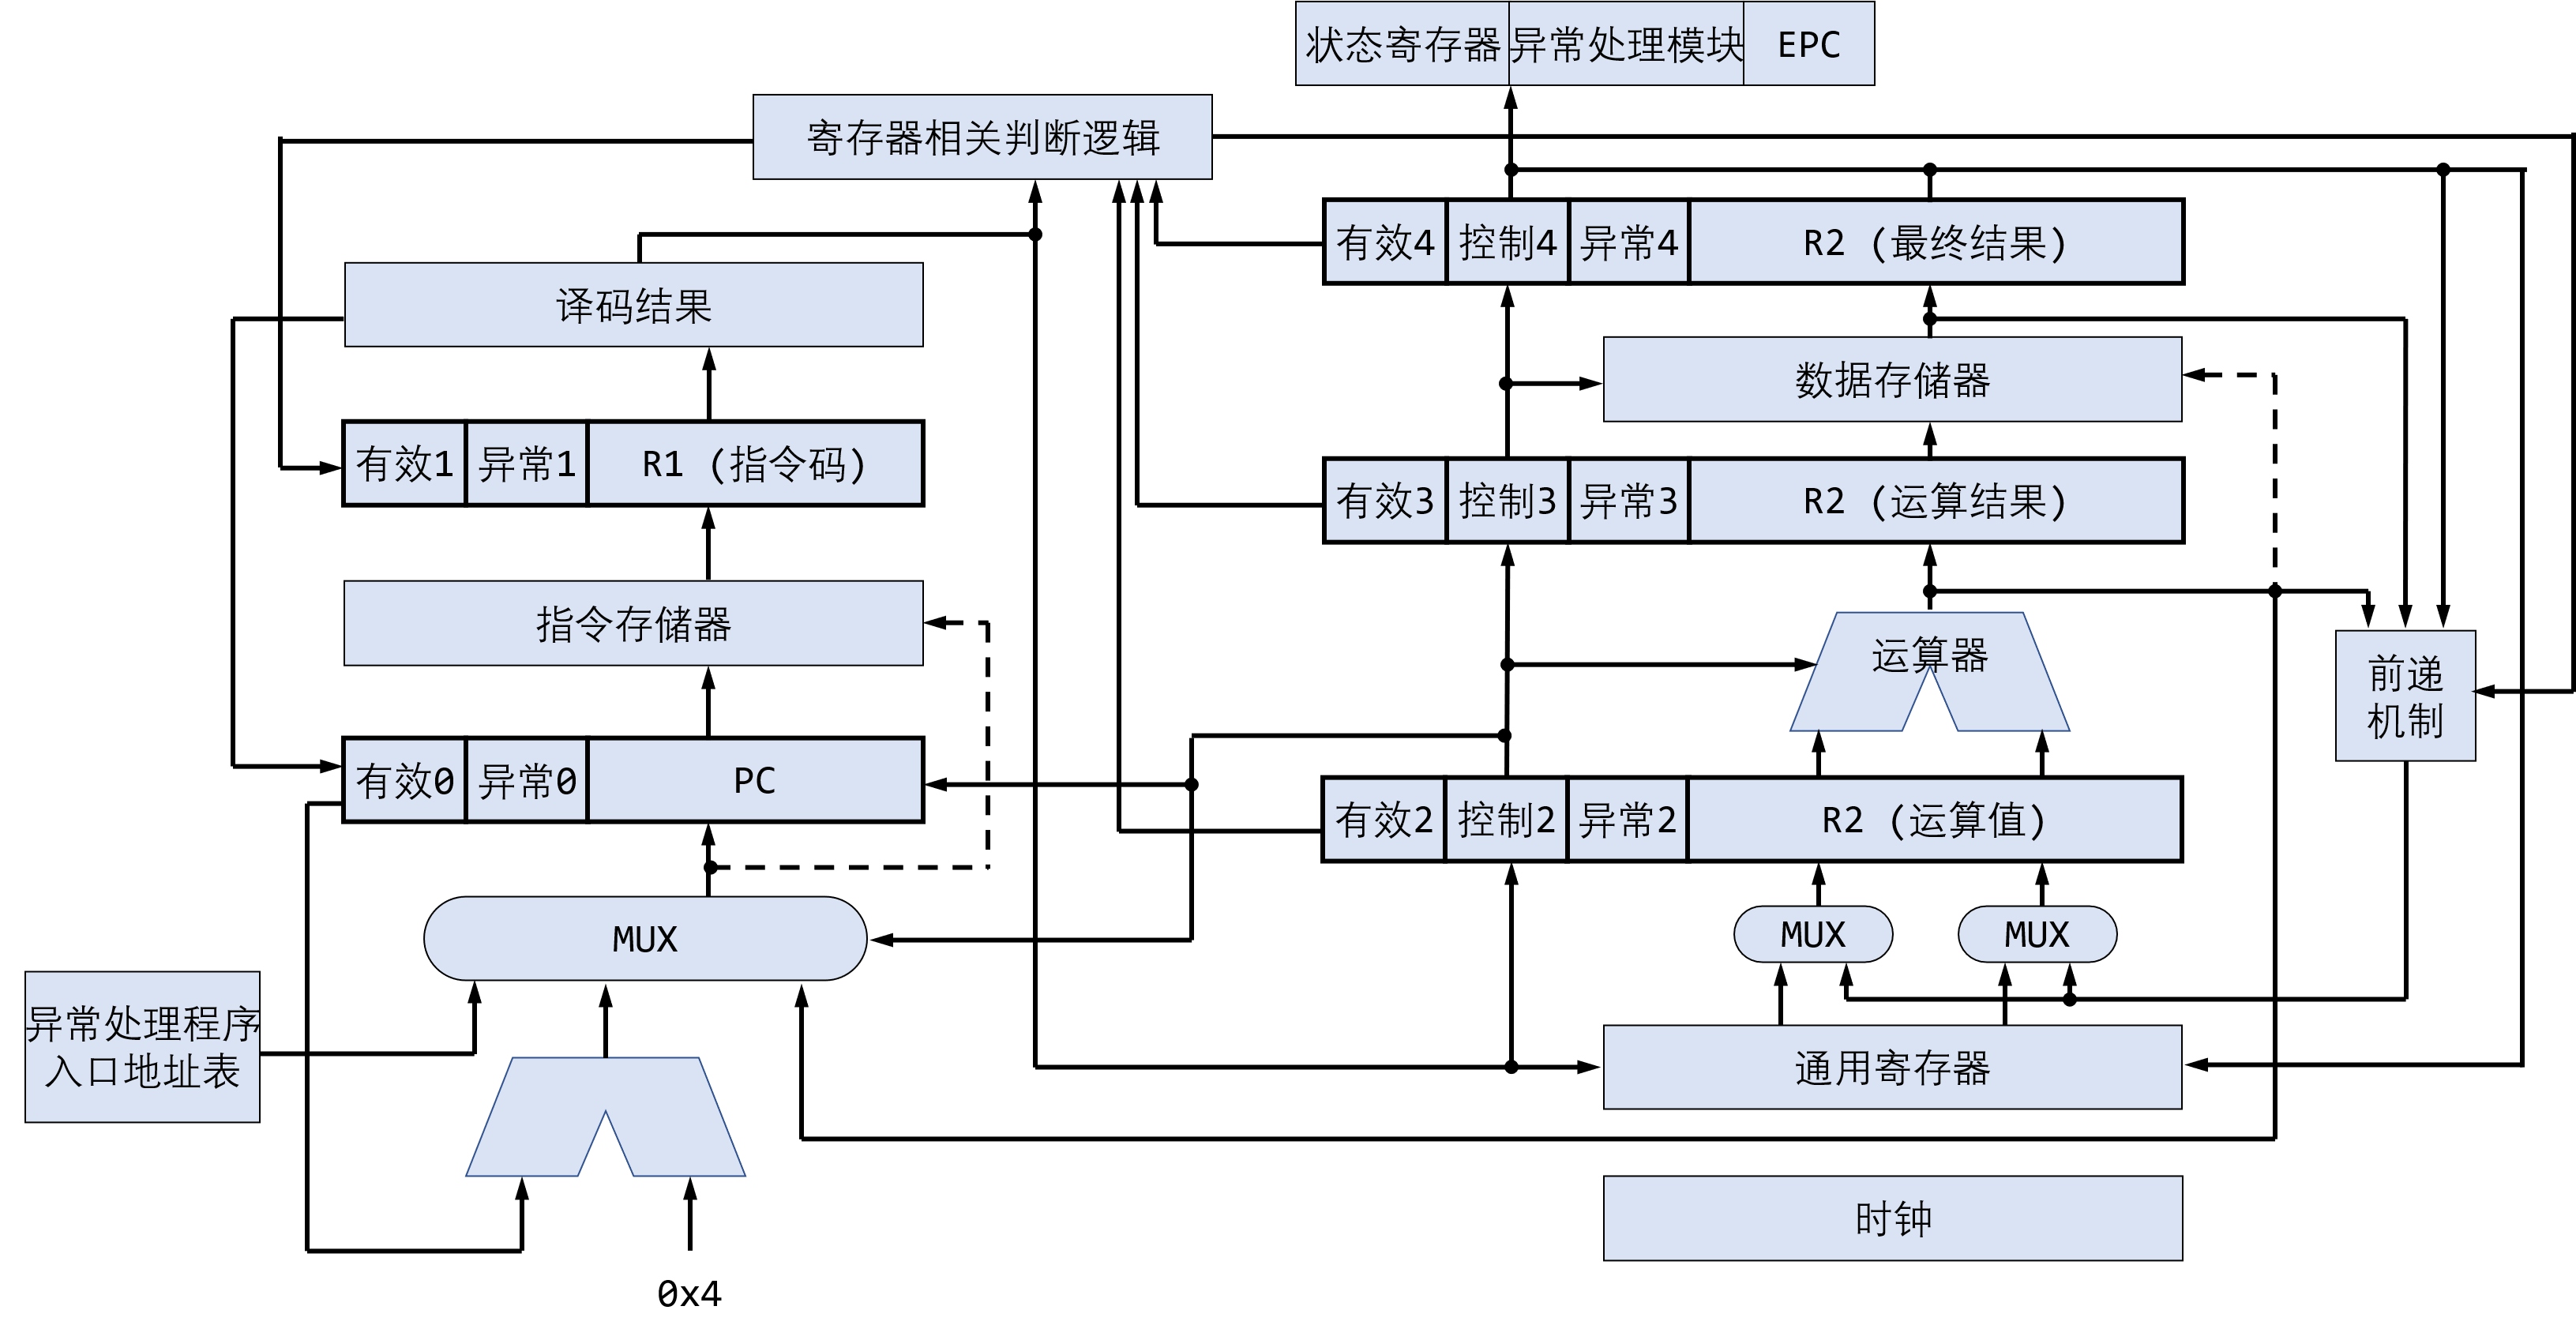 状态寄存器 异常处理模块 EPC
寄存器相关判断逻辑
有效4 控制4 异常4 R2 (最终结果)
译码结果
数据存储器
有效1 异常1 R1 (指令码)
有效3 控制3 异常3 R2 (运算结果)
指令存储器
运算器
前递
机制
有效0 异常0 PC
有效2 控制2 异常2 R2 (运算值)
MUX
MUX
MUX
异常处理程序
入口地址表
通用寄存器
时钟
0x4